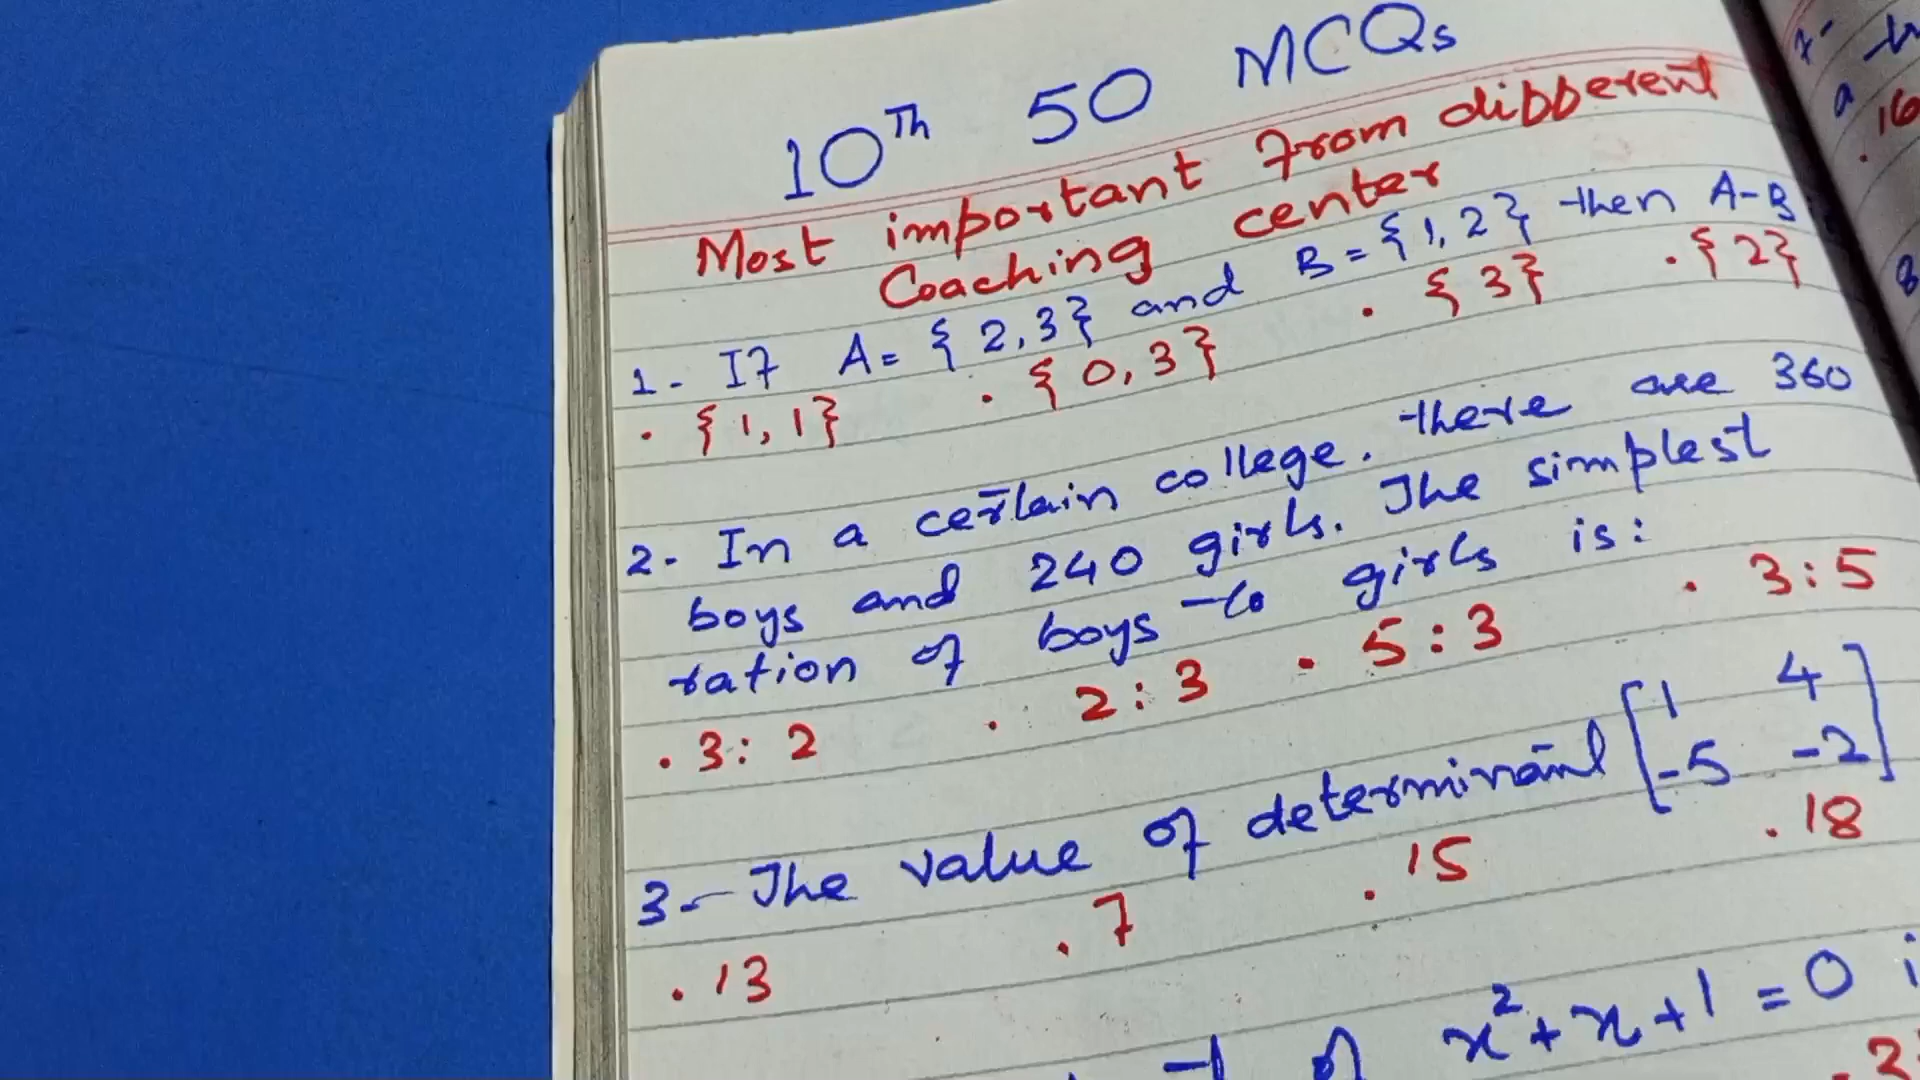 10Th 50 MCQs
Most important From different
Coaching center
1- If A= {2,3} and B={1,2} then A-B
• {1,1} • {0,3} • {3} • {2}
2- In a certain college. there are 360
boys and 240 girls. The simplest
ration of boys to girls is:
• 3:2 • 2:3 • 5:3 • 3:5
3- The value of determinant [1 4
-5 -2]
• 13 • 7 • 15 • 18
of x²+x+1=0